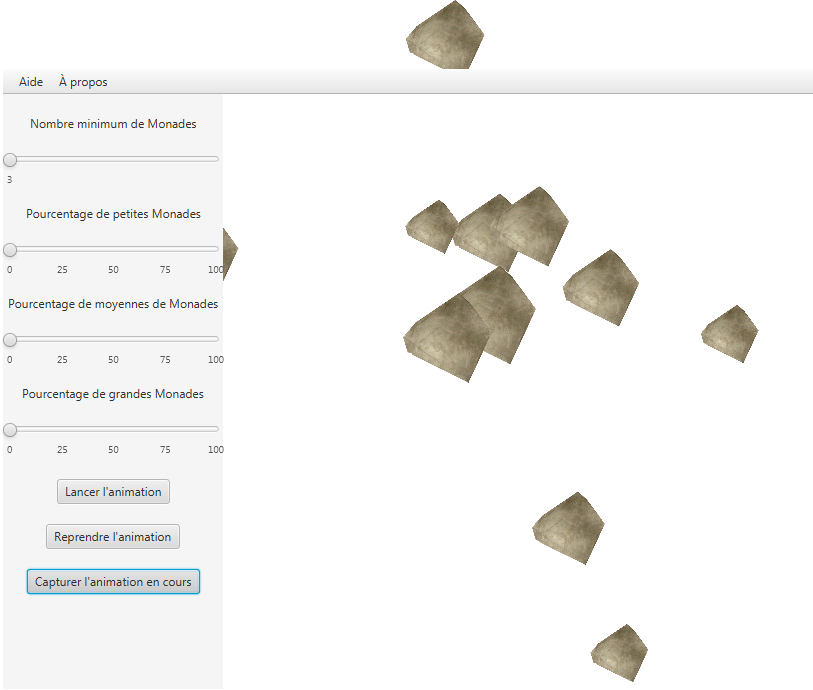 Aide À propos
Nombre minimum de Monades
3
Pourcentage de petites Monades
0 25 50 75 100
Pourcentage de moyennes de Monades
0 25 50 75 100
Pourcentage de grandes Monades
0 25 50 75 100
Lancer l'animation
Reprendre l'animation
Capturer l'animation en cours